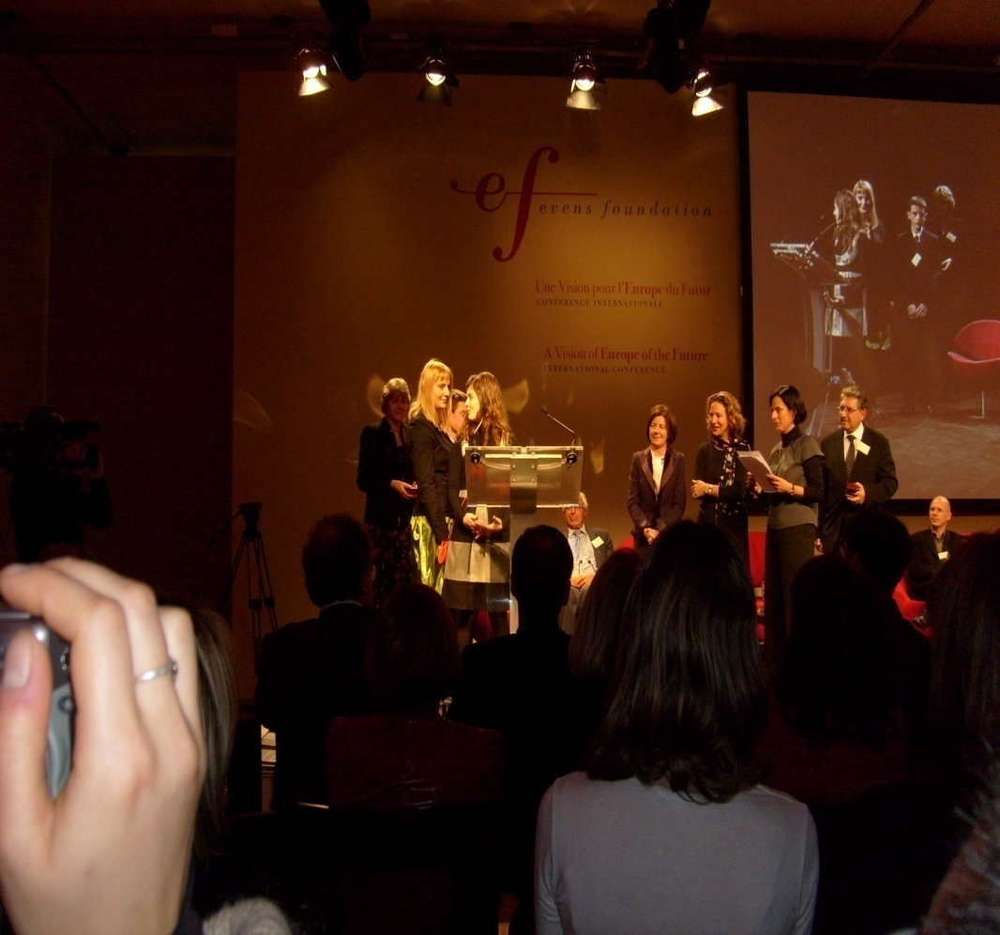 ef
evens foundation
Une Vision pour l'Europe du Futur
CONFERENCE INTERNATIONALE
A Vision of Europe of the Future
INTERNATIONAL CONFERENCE